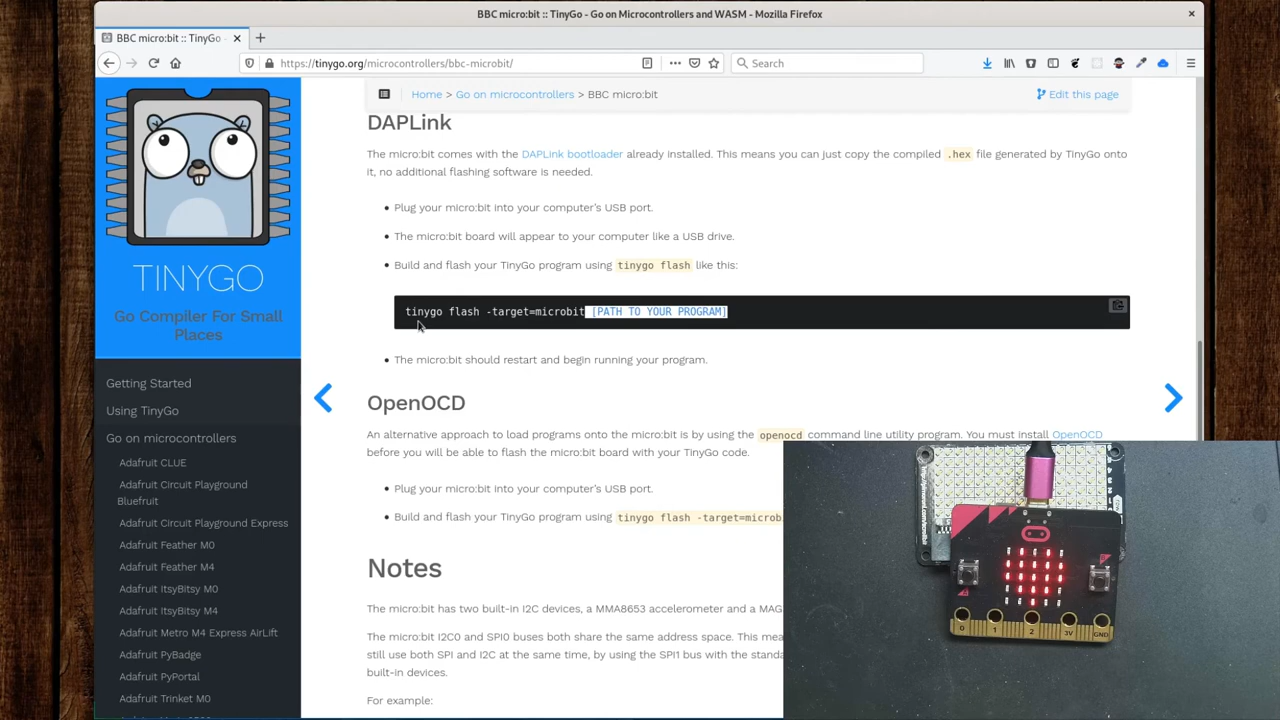 BBC micro:bit :: TinyGo - Go on Microcontrollers and WASM - Mozilla Firefox
BBC micro:bit :: TinyGo -
https://tinygo.org/microcontrollers/bbc-microbit/
Search
Home > Go on microcontrollers > BBC micro:bit
Edit this page
TINYGO
Go Compiler For Small
Places
Getting Started
Using TinyGo
Go on microcontrollers
Adafruit CLUE
Adafruit Circuit Playground
Bluefruit
Adafruit Circuit Playground Express
Adafruit Feather M0
Adafruit Feather M4
Adafruit ItsyBitsy M0
Adafruit ItsyBitsy M4
Adafruit Metro M4 Express AirLift
Adafruit PyBadge
Adafruit PyPortal
Adafruit Trinket M0
DAPLink
The micro:bit comes with the DAPLink bootloader already installed. This means you can just copy the compiled .hex file generated by TinyGo onto
it, no additional flashing software is needed.
Plug your micro:bit into your computer's USB port.
The micro:bit board will appear to your computer like a USB drive.
Build and flash your TinyGo program using tinygo flash like this:
tinygo flash -target=microbit [PATH TO YOUR PROGRAM]
The micro:bit should restart and begin running your program.
OpenOCD
An alternative approach to load programs onto the micro:bit is by using the openocd command line utility program. You must install OpenOCD
before you will be able to flash the micro:bit board with your TinyGo code.
Plug your micro:bit into your computer's USB port.
Build and flash your TinyGo program using tinygo flash -target=microb
Notes
The micro:bit has two built-in I2C devices, a MMA8653 accelerometer and a MAG
The micro:bit I2C0 and SPI0 buses both share the same address space. This mea
still use both SPI and I2C at the same time, by using the SPI1 bus with the standa
built-in devices.
For example:
0 1 2 3V GND